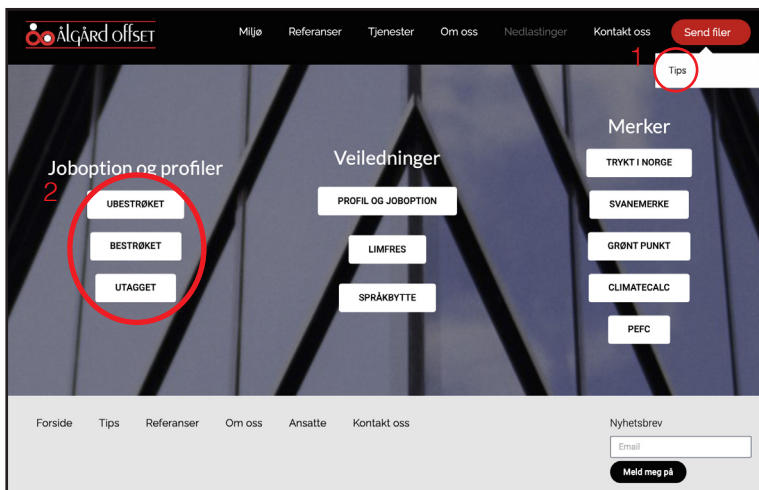 Ålgård offset
Miljø
Referanser
Tjenester
Om oss
Nedlastinger
Kontakt oss
Send filer
1
Tips
Joboption og profiler
2
UBESTRØKET
BESTRØKET
UTAGGET
Veiledninger
PROFIL OG JOBOPTION
LIMFRES
SPRÅKBYTTE
Merker
TRYKT I NORGE
SVANEMERKE
GRØNT PUNKT
CLIMATECALC
PEFC
Forside
Tips
Referanser
Om oss
Ansatte
Kontakt oss
Nyhetsbrev
Email
Meld meg på